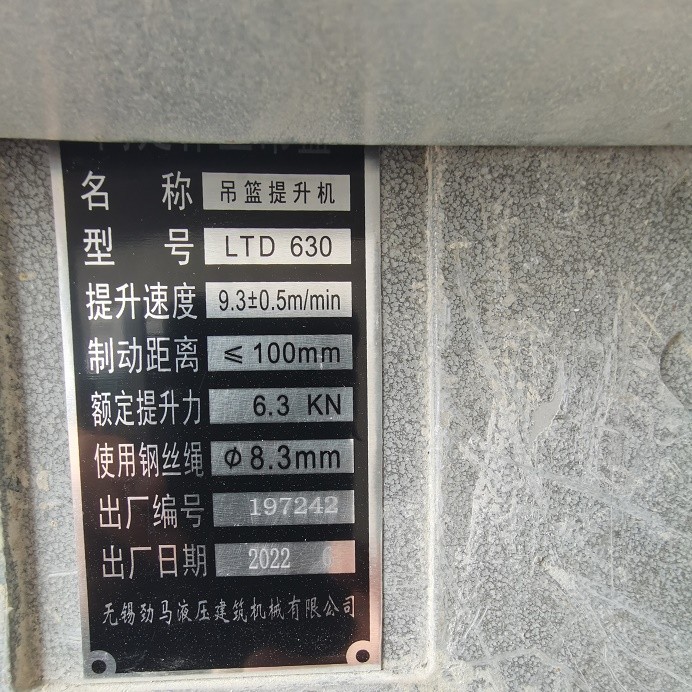 名 称 吊篮提升机
型 号 LTD 630
提升速度 9.3±0.5m/min
制动距离 ≤100mm
额定提升力 6.3 KN
使用钢丝绳 Φ8.3mm
出厂编号 197242
出厂日期 2022 6
无锡劲马液压建筑机械有限公司